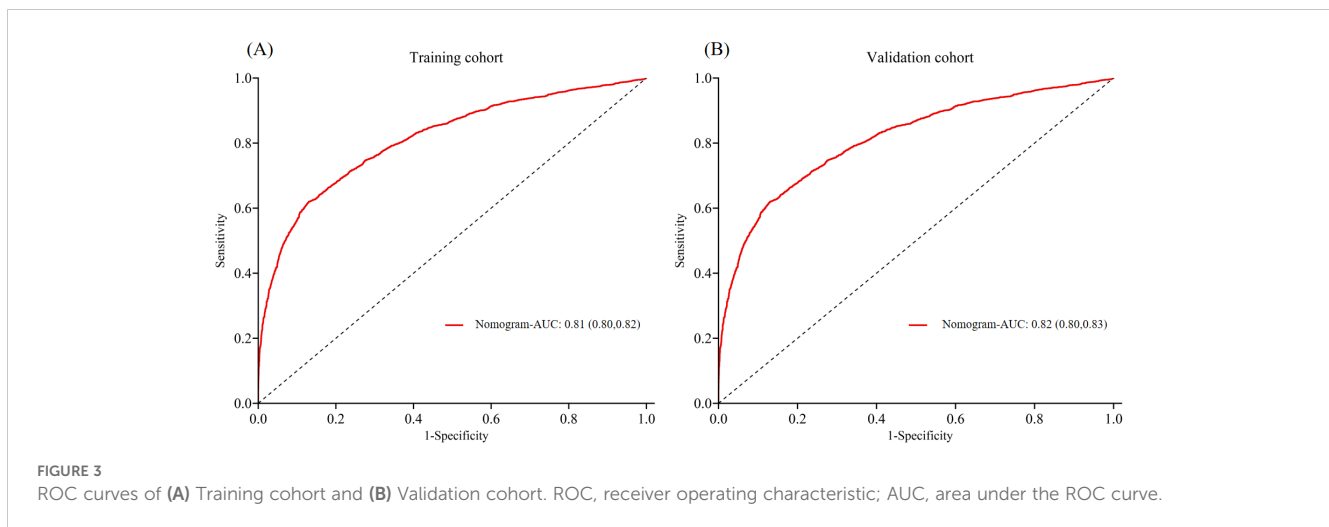 (A)
Training cohort
1.0
0.8
0.6
0.4
0.2
0.0
Sensitivity
Nomogram-AUC: 0.81 (0.80,0.82)
0.0 0.2 0.4 0.6 0.8 1.0
1-Specificity
(B)
Validation cohort
1.0
0.8
0.6
0.4
0.2
0.0
Sensitivity
Nomogram-AUC: 0.82 (0.80,0.83)
0.0 0.2 0.4 0.6 0.8 1.0
1-Specificity
FIGURE 3
ROC curves of (A) Training cohort and (B) Validation cohort. ROC, receiver operating characteristic; AUC, area under the ROC curve.